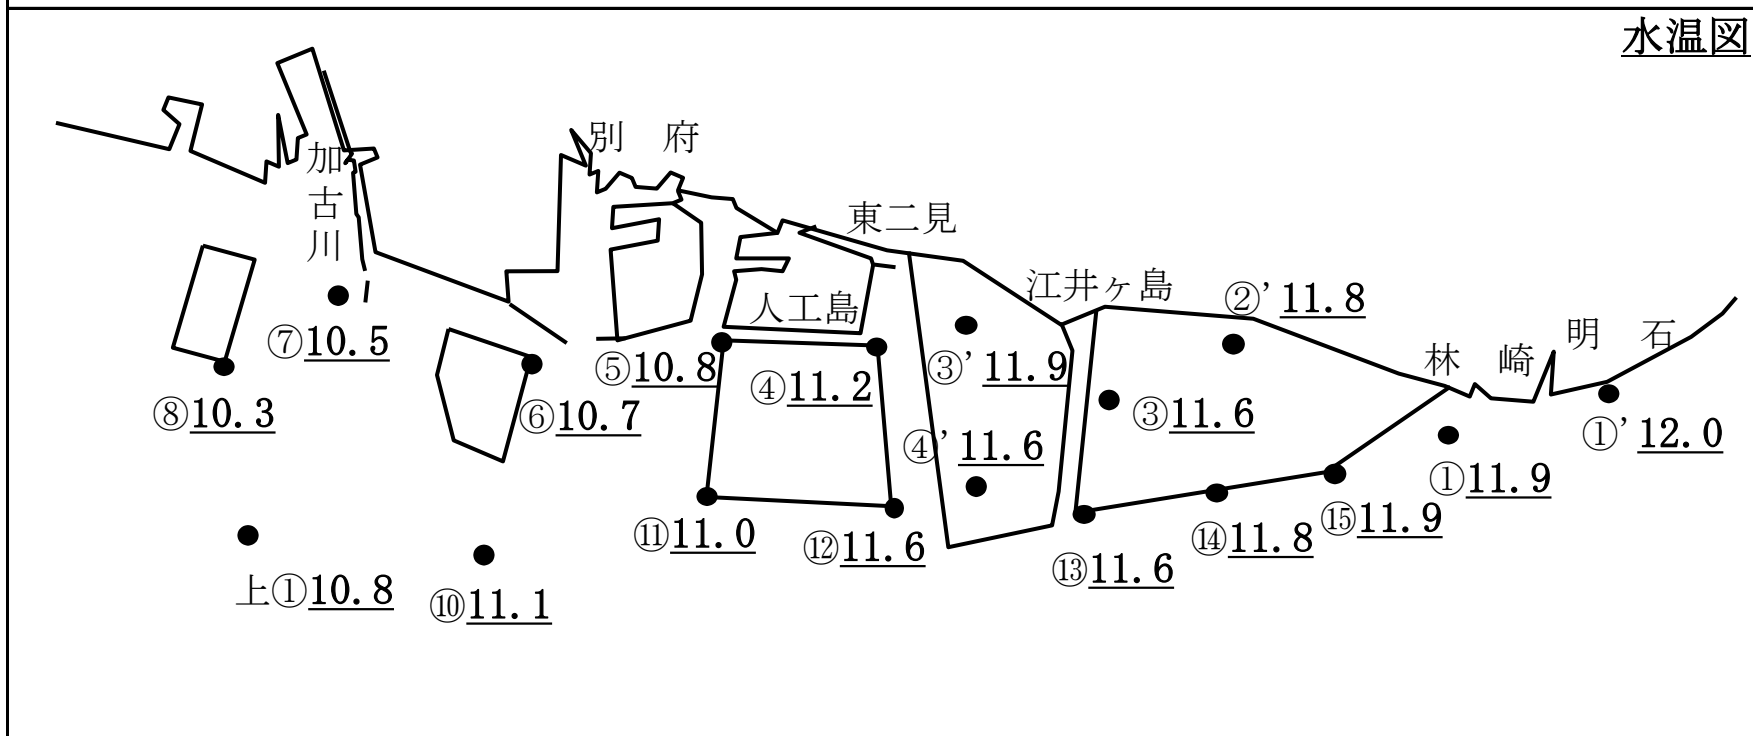 水温図
別　府
加古川
東二見
江井ヶ島
②’11.8
人工島
⑦10.5
明　石
林　崎
⑤10.8
④11.2
③’11.9
⑧10.3
⑥10.7
③11.6
①’12.0
④’11.6
①11.9
⑪11.0
⑫11.6
⑭11.8
⑮11.9
⑬11.6
上①10.8
⑩11.1